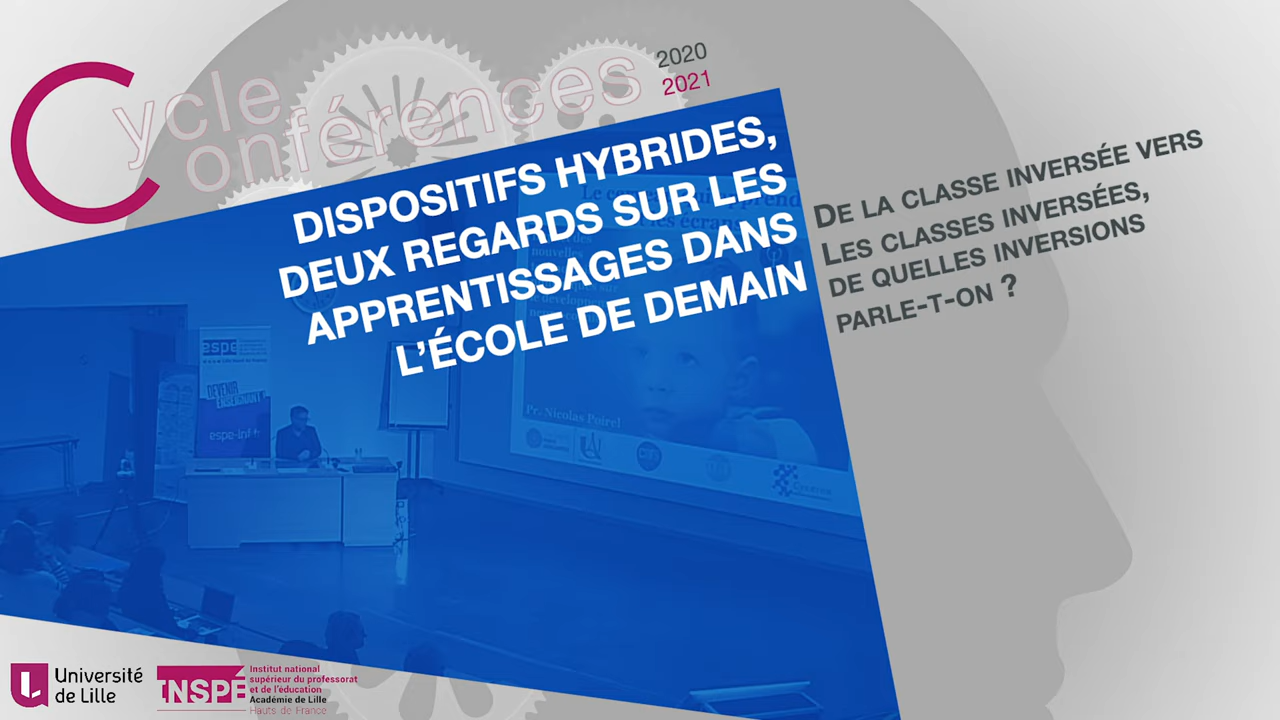 Cycle
Conférences
2020
2021
DISPOSITIFS HYBRIDES,
DEUX REGARDS SUR LES
APPRENTISSAGES DANS
L'ÉCOLE DE DEMAIN
DE LA CLASSE INVERSÉE VERS
LES CLASSES INVERSÉES,
DE QUELLES INVERSIONS
PARLE-T-ON ?
espe
DEVENIR
ENSEIGNANT
espe-lnf.fr
Pr. Nicolas Poirel
Université
de Lille
INSPÉ
Institut national
supérieur du professorat
et de l'éducation
Académie de Lille
Hauts de France